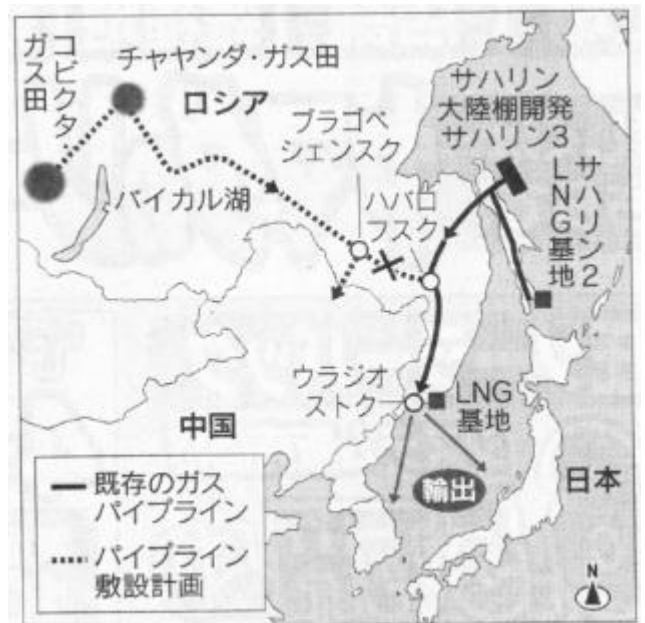 コビクタ・
ガス田
チャヤンダ・ガス田
ロシア
ブラゴベ
シェンスク
サハリン
大陸棚開発
サハリン3
サハリン2
LNG基地
バイカル湖
ハバロ
フスク
ウラジオ
ストク
LNG
基地
中国
輸出
日本
既存のガス
パイプライン
パイプライン
敷設計画
N